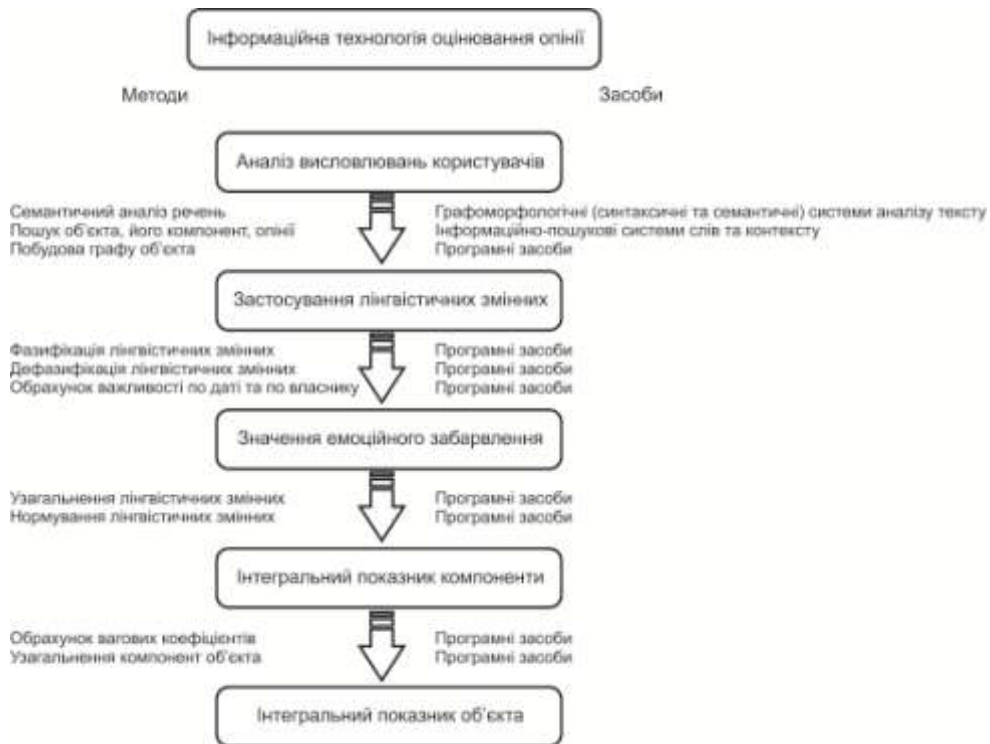 Інформаційна технологія оцінювання опінії
Методи Засоби
Аналіз висловлювань користувачів
Семантичний аналіз речень Графоморфологічні (синтаксичні та семантичні) системи аналізу тексту
Пошук об'єкта, його компонент, опінії Інформаційно-пошукові системи слів та контексту
Побудова графу об'єкта Програмні засоби
Застосування лінгвістичних змінних
Фазифікація лінгвістичних змінних Програмні засоби
Дефазифікація лінгвістичних змінних Програмні засоби
Обрахунок важливості по даті та по власнику Програмні засоби
Значення емоційного забарвлення
Узагальнення лінгвістичних змінних Програмні засоби
Нормування лінгвістичних змінних Програмні засоби
Інтегральний показник компоненти
Обрахунок вагових коефіцієнтів Програмні засоби
Узагальнення компонент об'єкта Програмні засоби
Інтегральний показник об'єкта